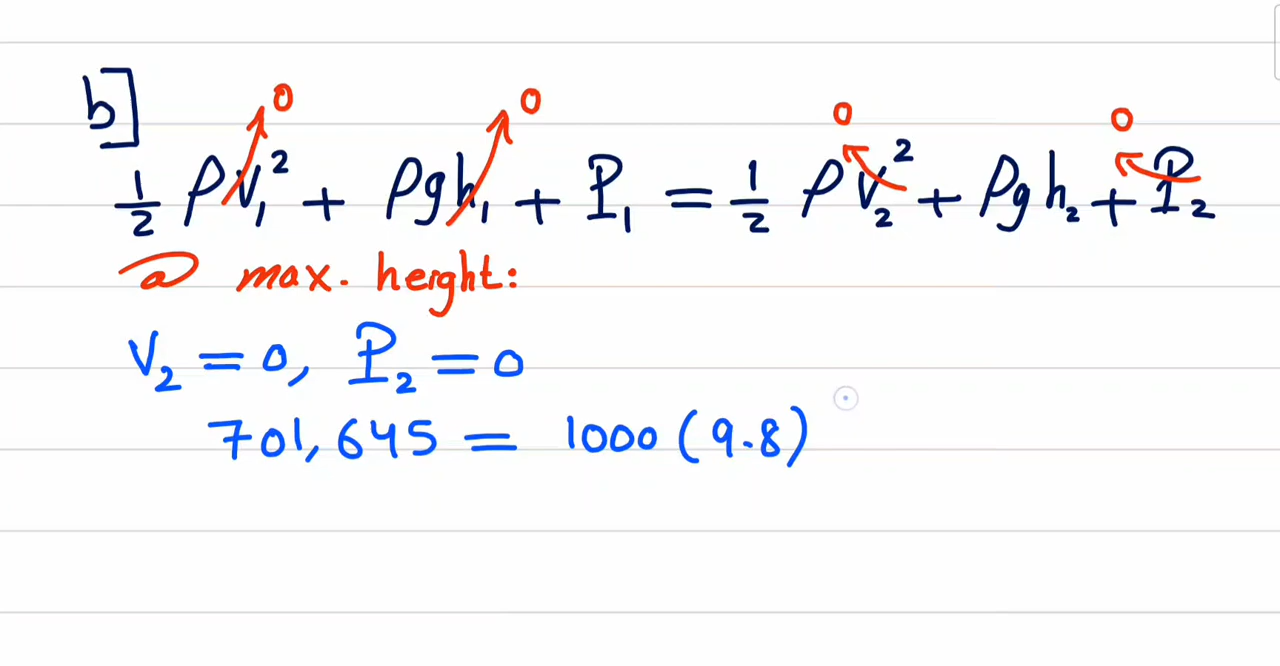 b]
0 0 0 0
½ ρv₁² + ρgh₁ + P₁ = ½ ρv₂² + ρgh₂ + P₂
@ max. height:
V₂ = 0, P₂ = 0
701,645 = 1000 (9.8)